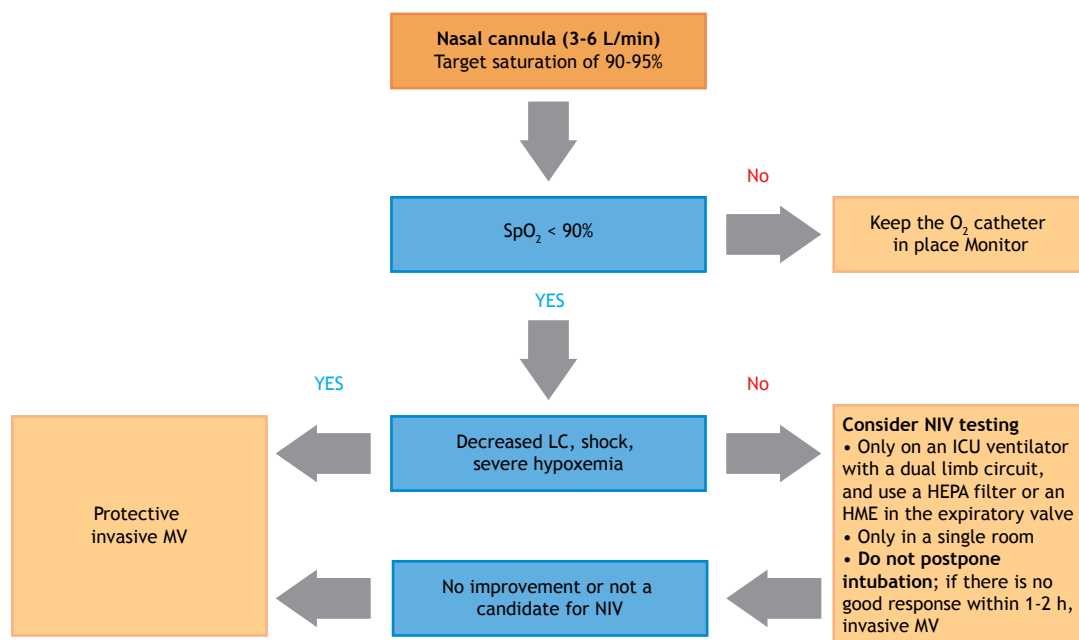 Nasal cannula (3-6 L/min)
Target saturation of 90-95%
No
SpO₂ < 90%
Keep the O₂ catheter
in place Monitor
YES
YES
No
Decreased LC, shock,
severe hypoxemia
Protective
invasive MV
Consider NIV testing
• Only on an ICU ventilator
with a dual limb circuit,
and use a HEPA filter or an
HME in the expiratory valve
• Only in a single room
• Do not postpone
intubation; if there is no
good response within 1-2 h,
invasive MV
No improvement or not a
candidate for NIV